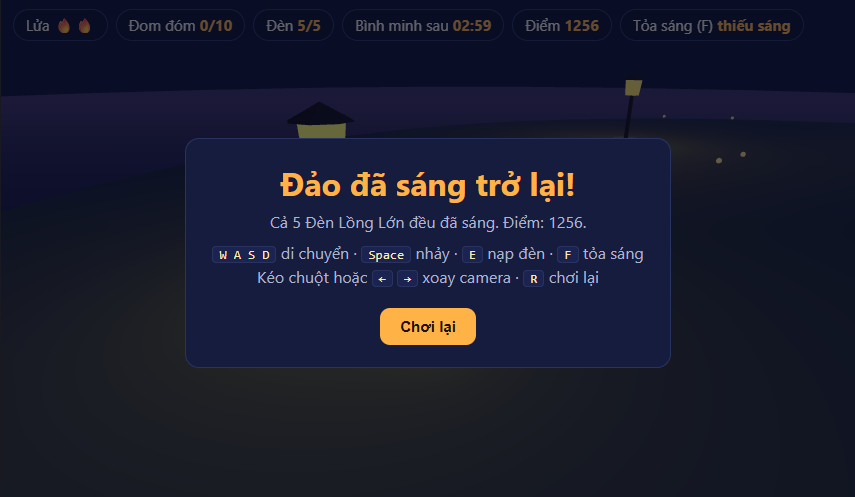 Lửa 🔥 🔥 Đom đóm 0/10 Đèn 5/5 Bình minh sau 02:59 Điểm 1256 Tỏa sáng (F) thiếu sáng
Đảo đã sáng trở lại!
Cả 5 Đèn Lồng Lớn đều đã sáng. Điểm: 1256.
W A S D di chuyển · Space nhảy · E nạp đèn · F tỏa sáng
Kéo chuột hoặc ← → xoay camera · R chơi lại
Chơi lại